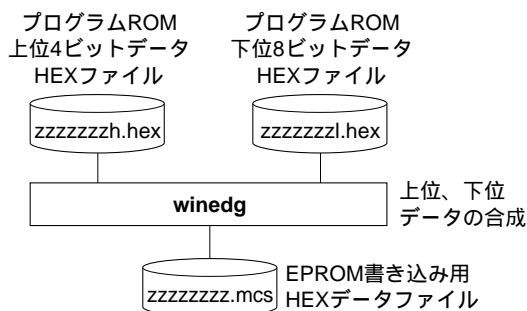 プログラムROM
上位4ビットデータ
HEXファイル
プログラムROM
下位8ビットデータ
HEXファイル
zzzzzzzh.hex
zzzzzzzl.hex
winedg
上位、下位
データの合成
zzzzzzzz.mcs
EPROM書き込み用
HEXデータファイル